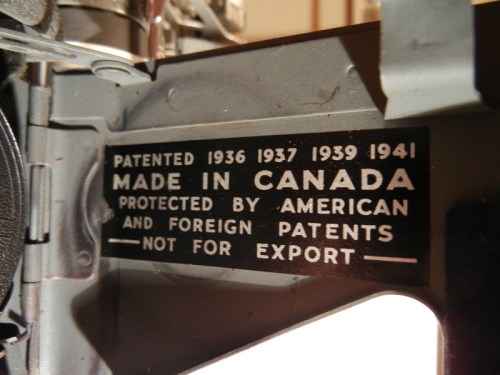 PATENTED 1936 1937 1939 1941
MADE IN CANADA
PROTECTED BY AMERICAN
AND FOREIGN PATENTS
NOT FOR EXPORT